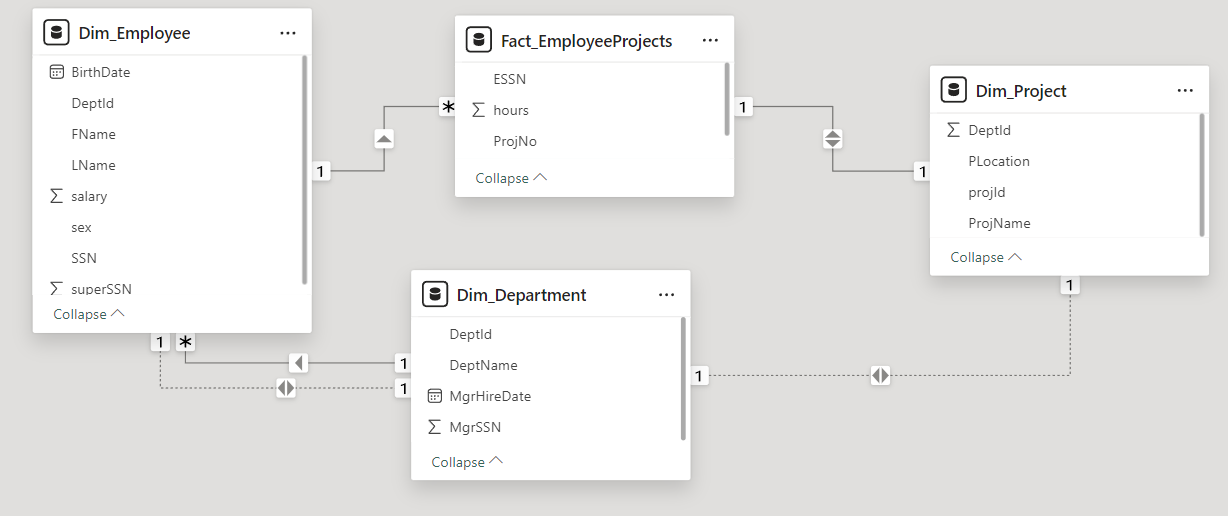 Dim_Employee
BirthDate
DeptId
FName
LName
salary
sex
SSN
superSSN
Collapse
Fact_EmployeeProjects
ESSN
hours
ProjNo
Collapse
Dim_Project
DeptId
PLocation
projId
ProjName
Collapse
Dim_Department
DeptId
DeptName
MgrHireDate
MgrSSN
Collapse
1
*
1
1
1
*
1
1
1
1